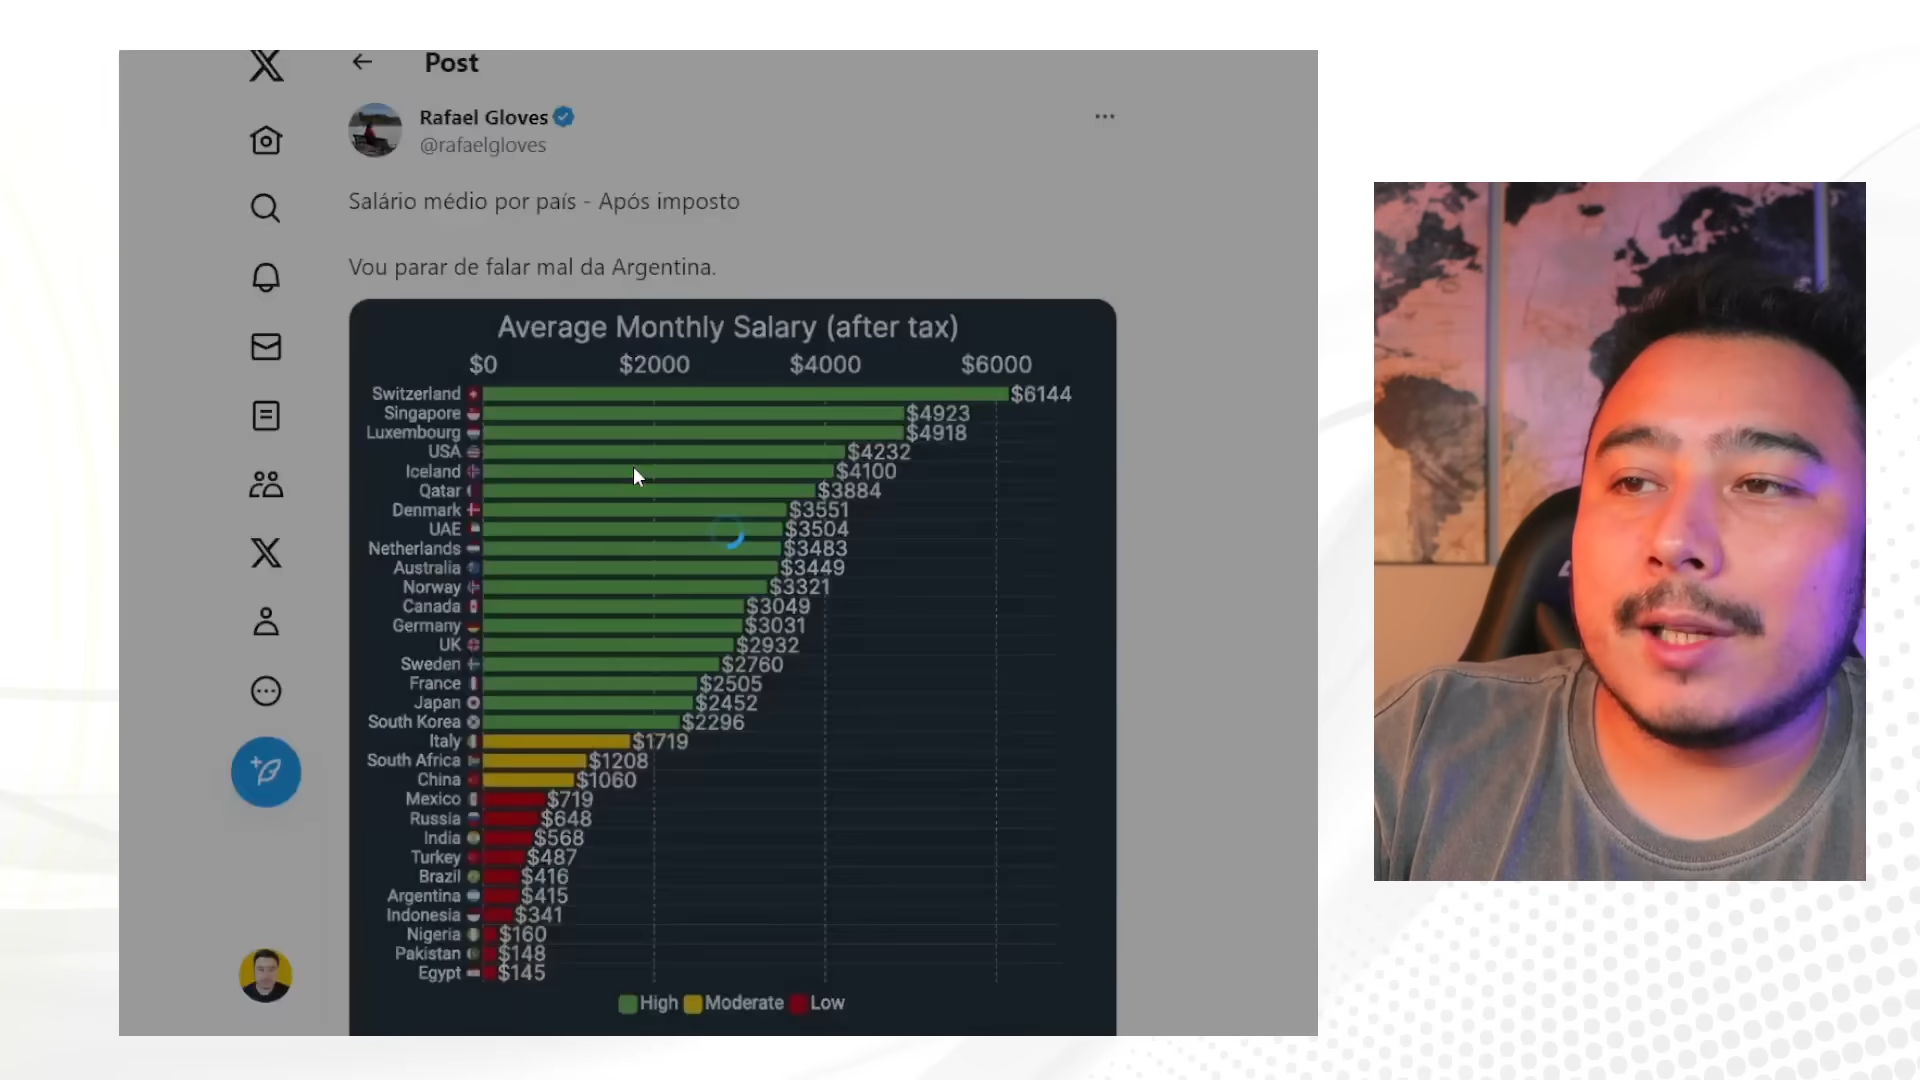 Post
Rafael Gloves
@rafaelgloves
Salário médio por país - Após imposto
Vou parar de falar mal da Argentina.
Average Monthly Salary (after tax)
$0 $2000 $4000 $6000
Switzerland $6144
Singapore $4923
Luxembourg $4918
USA $4232
Iceland $4100
Qatar $3884
Denmark $3551
UAE $3504
Netherlands $3483
Australia $3449
Norway $3321
Canada $3049
Germany $3031
UK $2932
Sweden $2760
France $2505
Japan $2452
South Korea $2296
Italy $1719
South Africa $1208
China $1060
Mexico $719
Russia $648
India $568
Turkey $487
Brazil $416
Argentina $415
Indonesia $341
Nigeria $160
Pakistan $148
Egypt $145
High Moderate Low